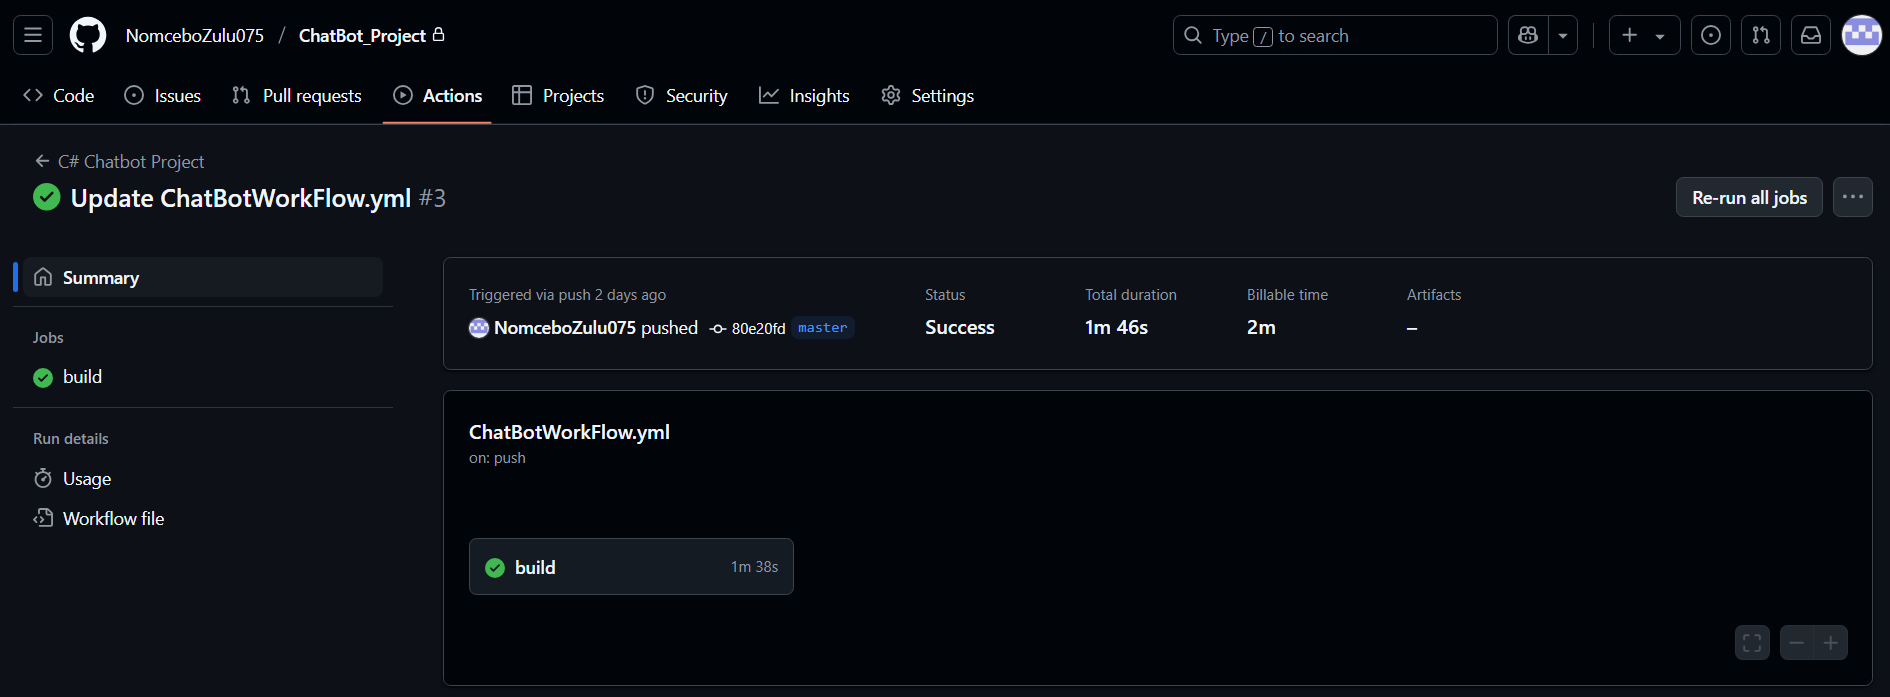 NomceboZulu075 / ChatBot_Project
Type / to search
Code Issues Pull requests Actions Projects Security Insights Settings
C# Chatbot Project
Update ChatBotWorkFlow.yml #3
Re-run all jobs
Summary
Jobs
build
Run details
Usage
Workflow file
Triggered via push 2 days ago
NomceboZulu075 pushed 80e20fd master
Status
Success
Total duration
1m 46s
Billable time
2m
Artifacts
–
ChatBotWorkFlow.yml
on: push
build 1m 38s